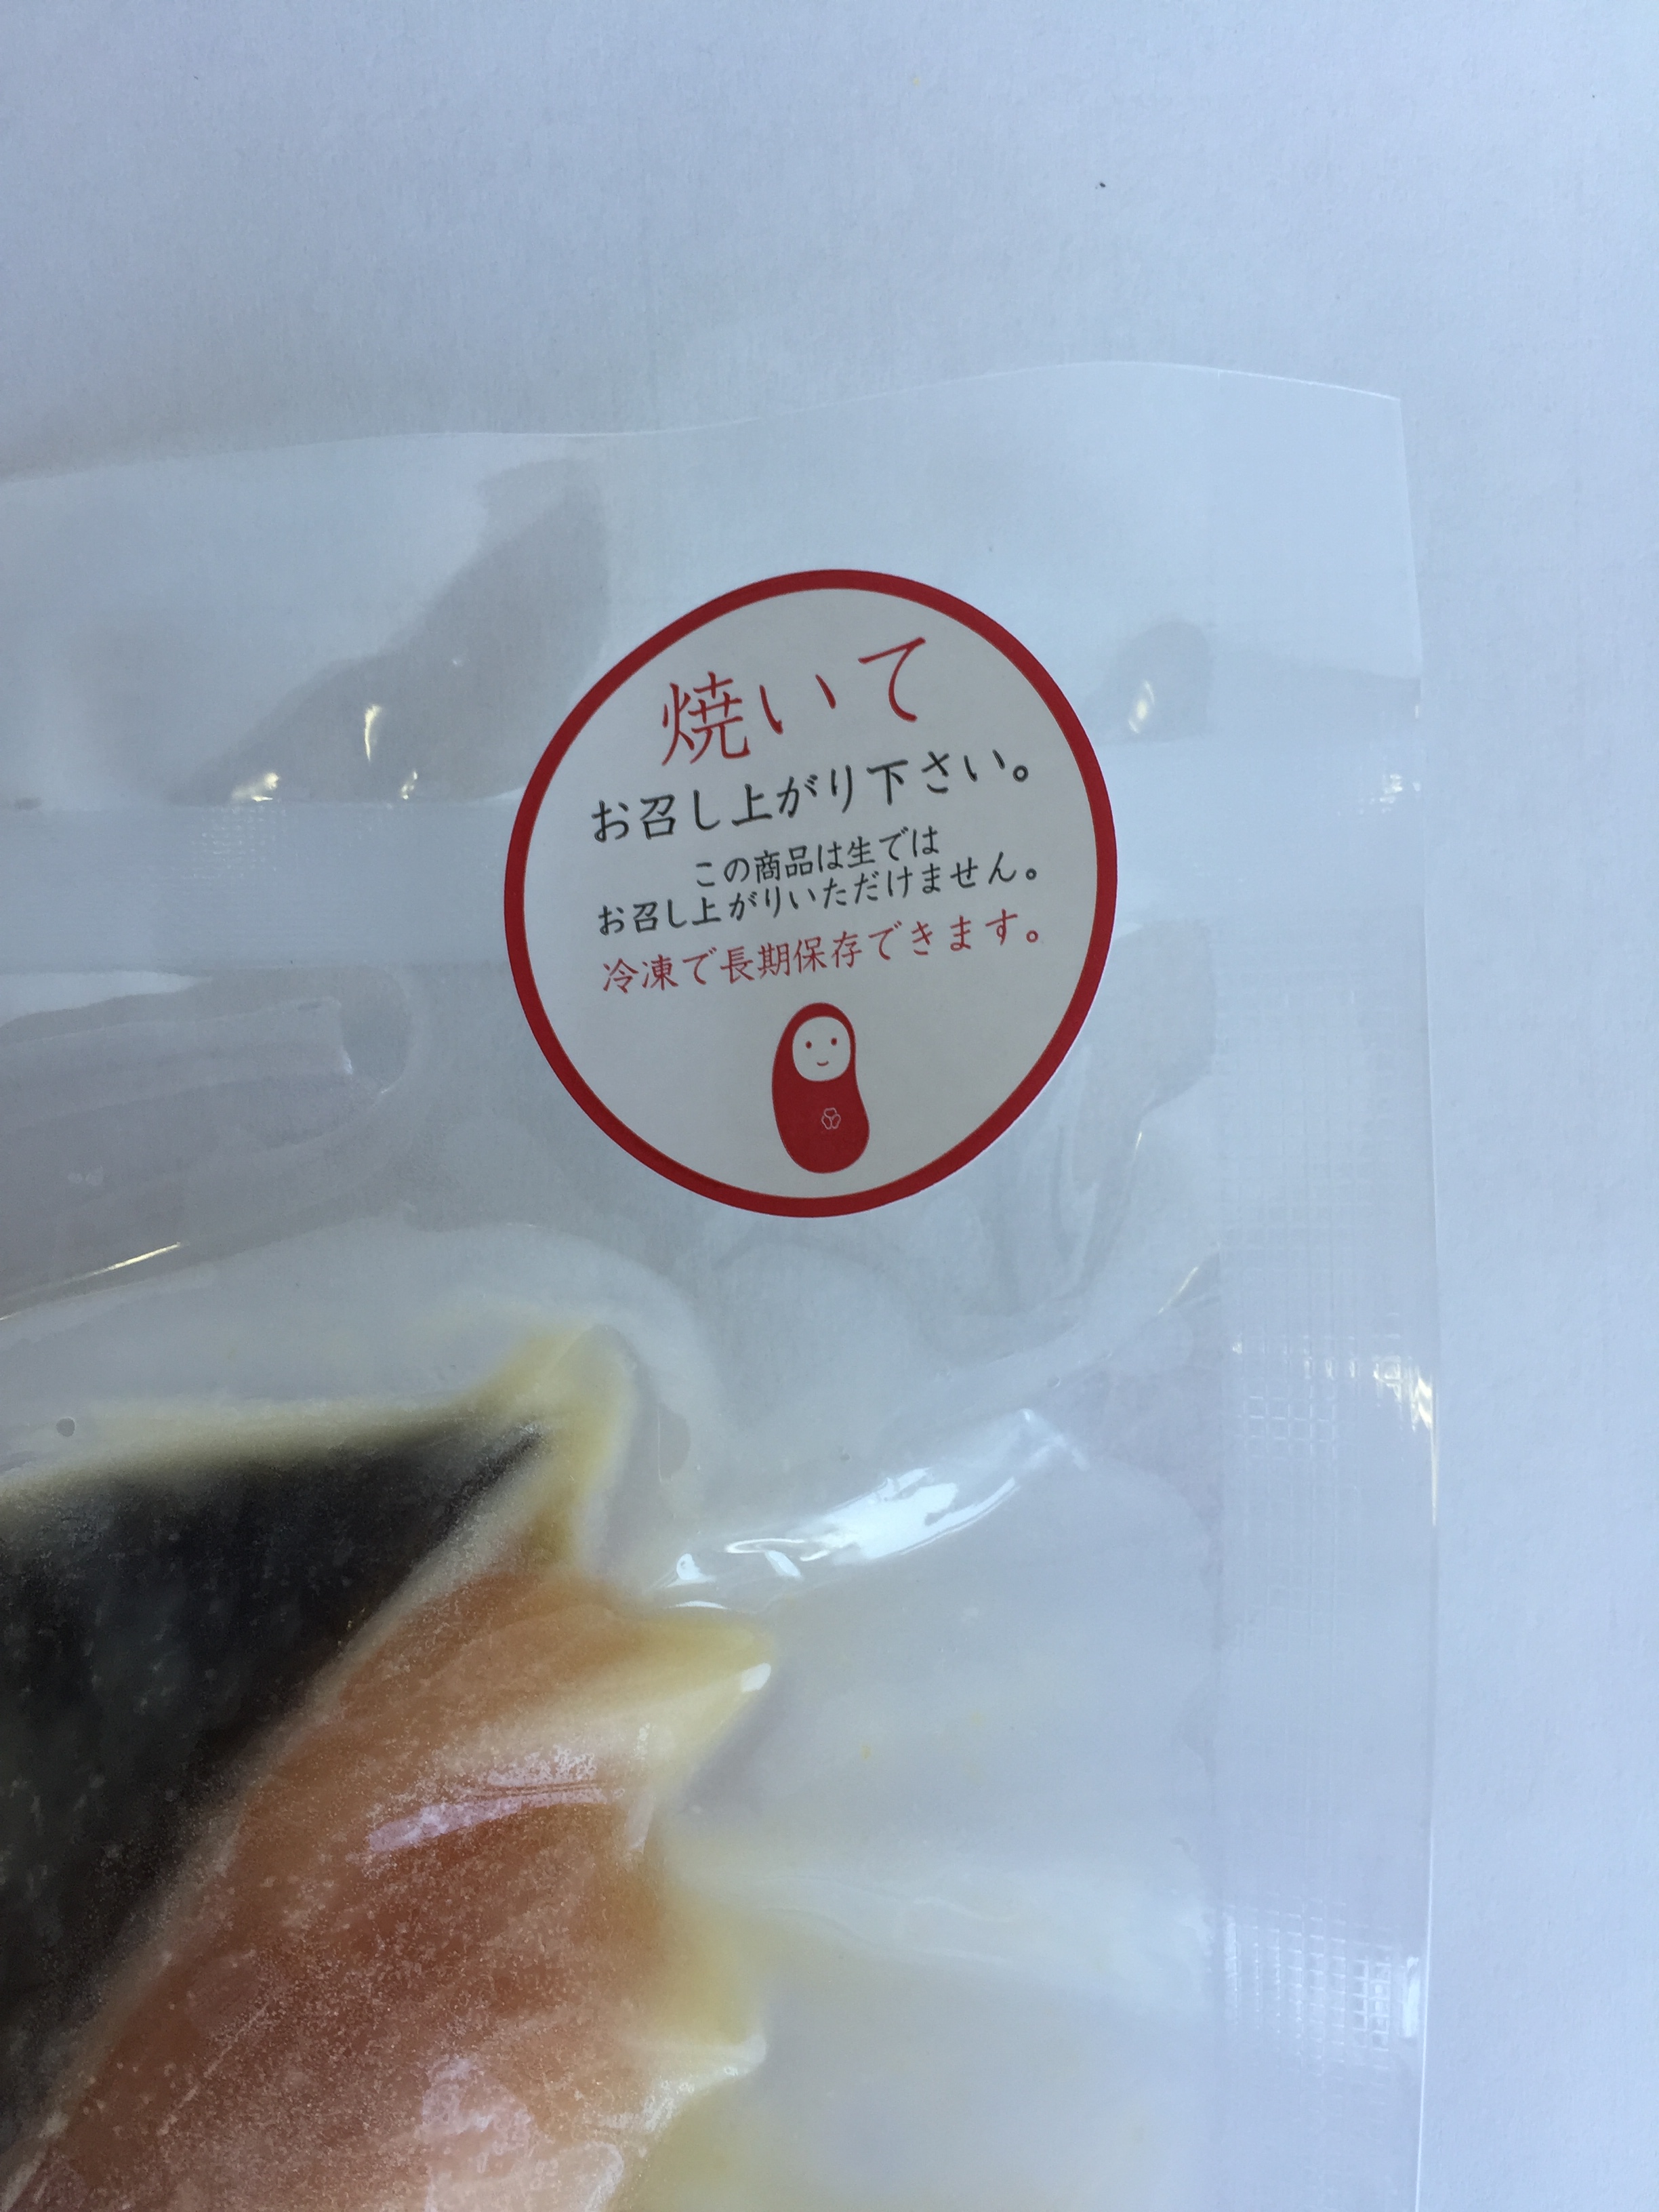 焼いて
お召し上がり下さい。
この商品は生では
お召し上がりいただけません。
冷凍で長期保存できます。